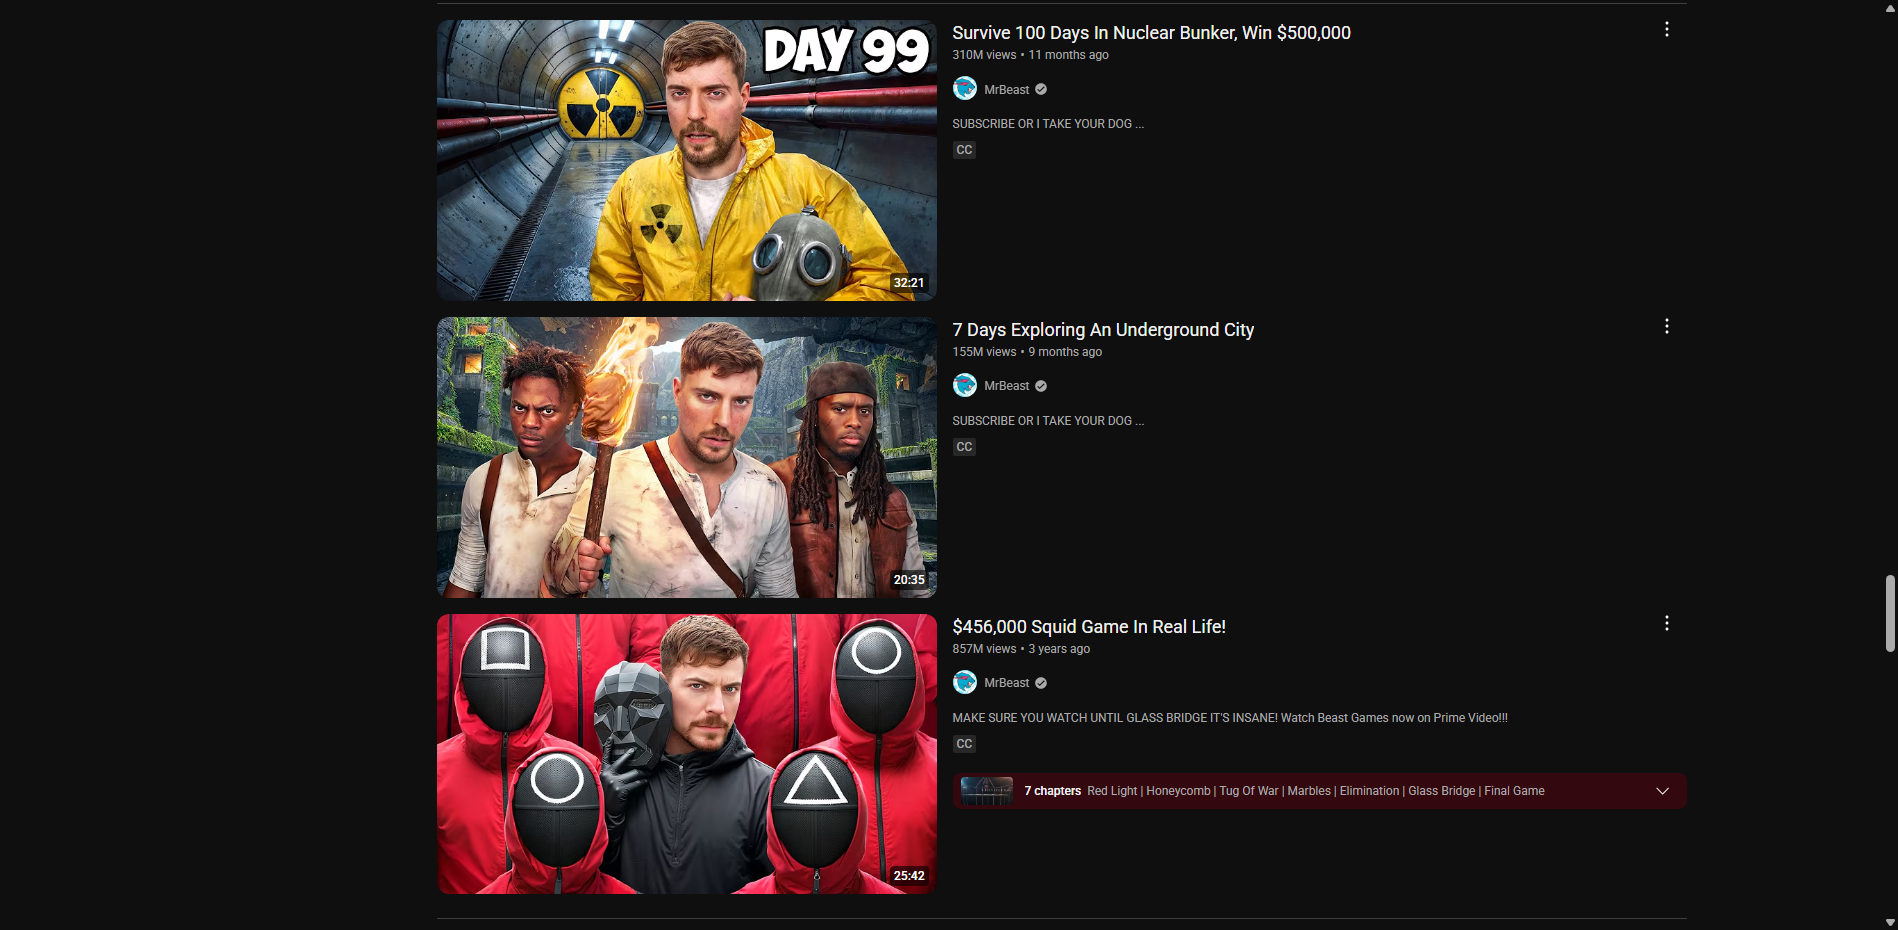 DAY 99
32:21
Survive 100 Days In Nuclear Bunker, Win $500,000
310M views • 11 months ago
MrBeast
SUBSCRIBE OR I TAKE YOUR DOG ...
CC
20:35
7 Days Exploring An Underground City
155M views • 9 months ago
MrBeast
SUBSCRIBE OR I TAKE YOUR DOG ...
CC
25:42
$456,000 Squid Game In Real Life!
857M views • 3 years ago
MrBeast
MAKE SURE YOU WATCH UNTIL GLASS BRIDGE IT'S INSANE! Watch Beast Games now on Prime Video!!!
CC
7 chapters Red Light | Honeycomb | Tug Of War | Marbles | Elimination | Glass Bridge | Final Game